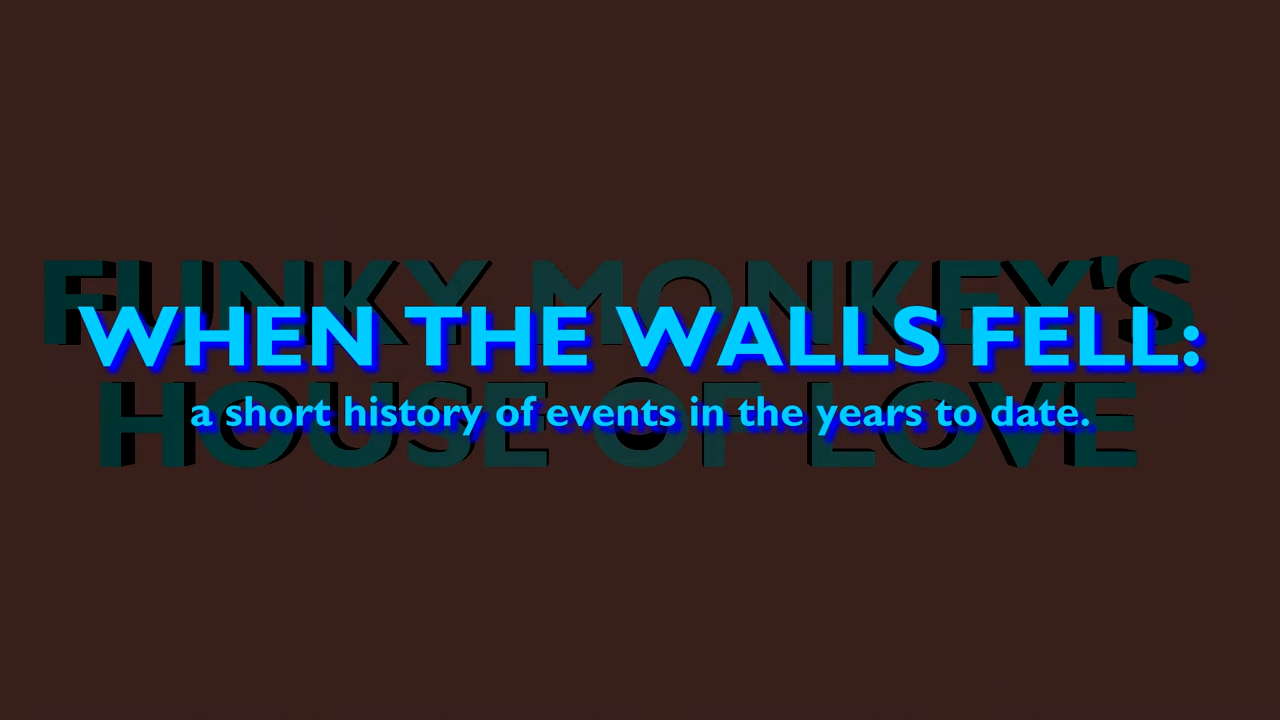 FUNKY MONKEY'S
WHEN THE WALLS FELL:
HOUSE OF LOVE
a short history of events in the years to date.